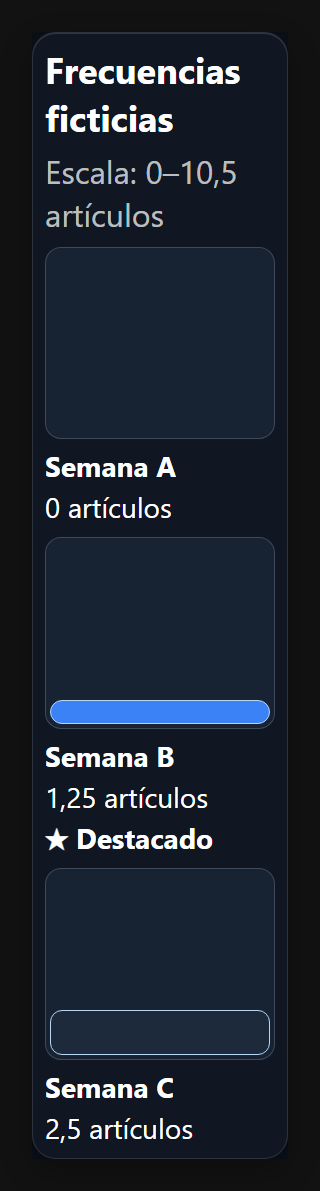 Frecuencias
ficticias
Escala: 0–10,5
artículos
Semana A
0 artículos
Semana B
1,25 artículos
★ Destacado
Semana C
2,5 artículos